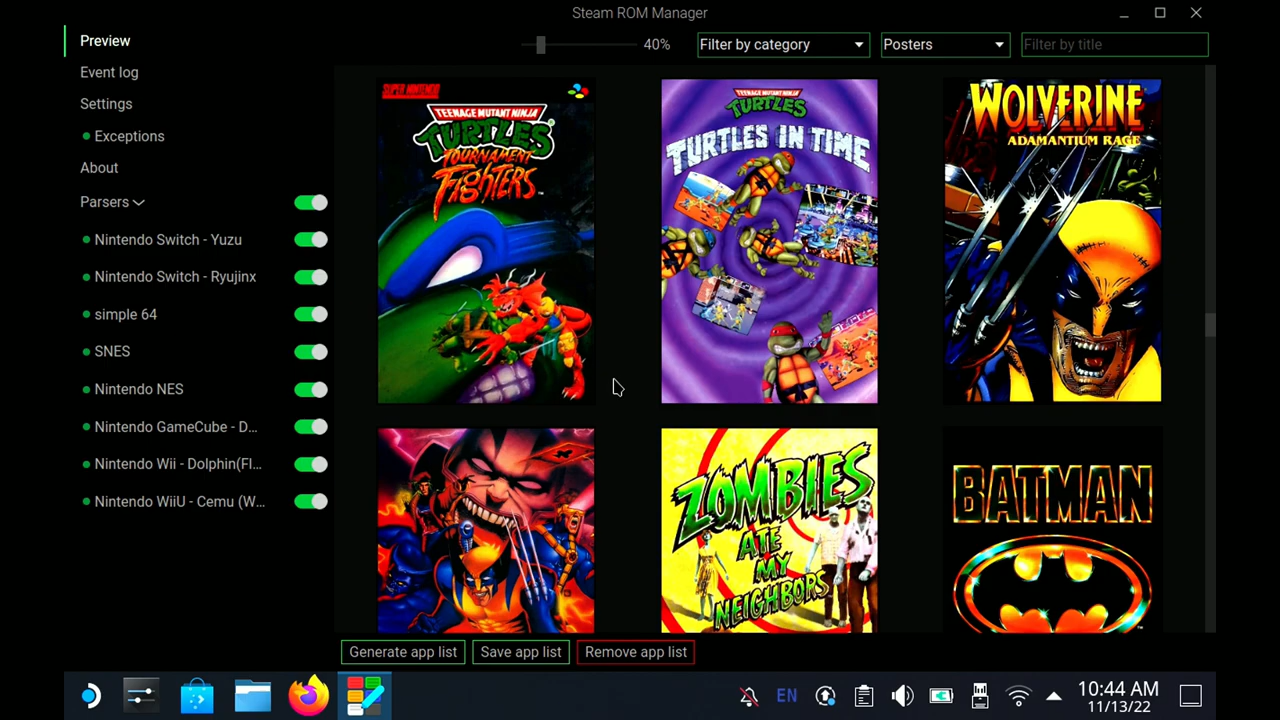 Steam ROM Manager
Preview
Event log
Settings
Exceptions
About
Parsers
Nintendo Switch - Yuzu
Nintendo Switch - Ryujinx
simple 64
SNES
Nintendo NES
Nintendo GameCube - D...
Nintendo Wii - Dolphin(Fl...
Nintendo WiiU - Cemu (W...
40%
Filter by category
Posters
Filter by title
SUPER NINTENDO
TEENAGE MUTANT NINJA
TURTLES
TOURNAMENT
FIGHTERS
TEENAGE MUTANT NINJA
TURTLES
TURTLES IN TIME
WOLVERINE
ADAMANTIUM RAGE
ZOMBIES
ATE
MY
NEIGHBORS
BATMAN
Generate app list
Save app list
Remove app list
EN
10:44 AM
11/13/22